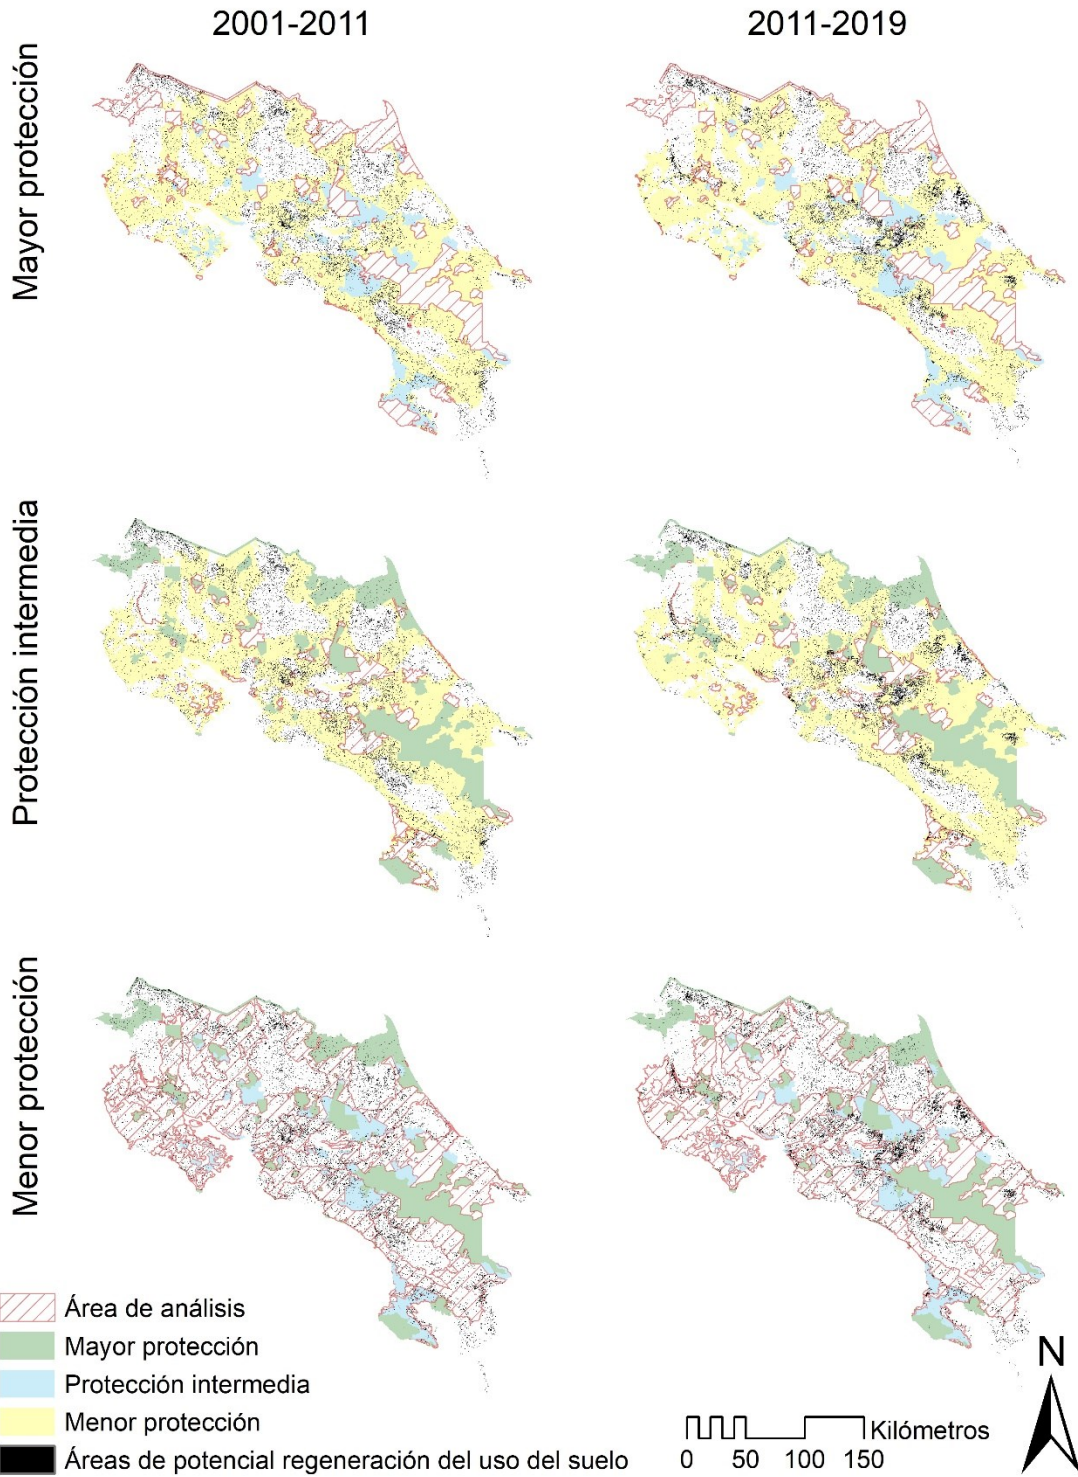 2001-2011
2011-2019
Mayor protección
Protección intermedia
Menor protección
Área de análisis
Mayor protección
Protección intermedia
Menor protección
Áreas de potencial regeneración del uso del suelo
Kilómetros
0 50 100 150
N